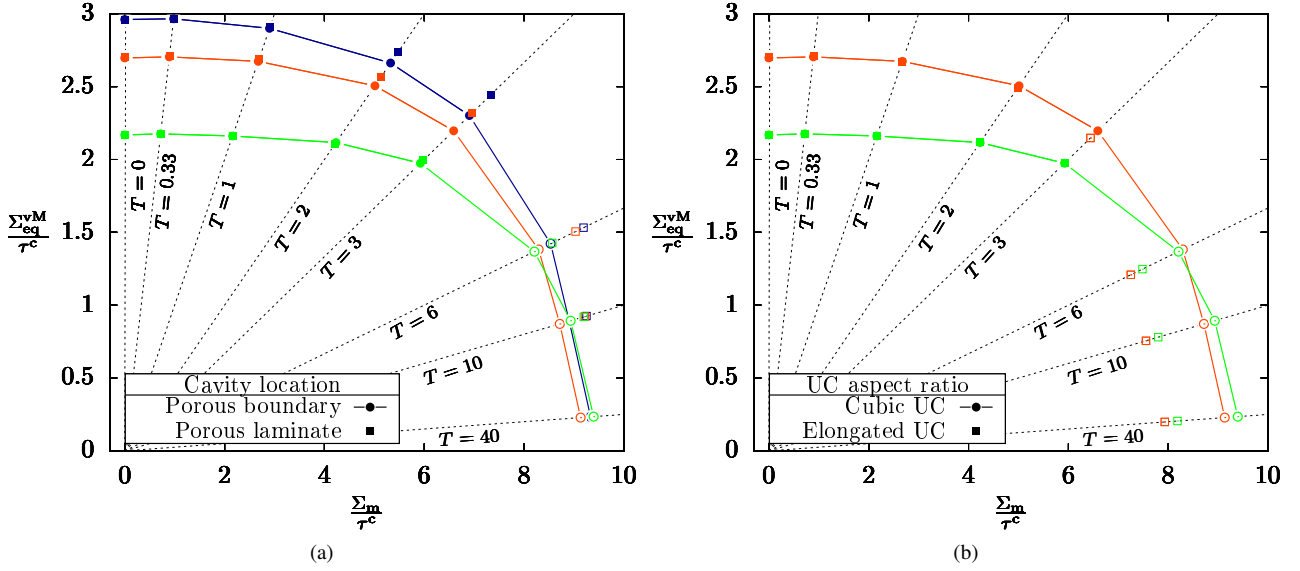 3
2.5
2
1.5
1
0.5
0
Σ_eq^vM / τ^c
T = 0
T = 0.33
T = 1
T = 2
T = 3
T = 6
T = 10
T = 40
Cavity location
Porous boundary
Porous laminate
0 2 4 6 8 10
Σ_m / τ^c
(a)
3
2.5
2
1.5
1
0.5
0
Σ_eq^vM / τ^c
T = 0
T = 0.33
T = 1
T = 2
T = 3
T = 6
T = 10
T = 40
UC aspect ratio
Cubic UC
Elongated UC
0 2 4 6 8 10
Σ_m / τ^c
(b)